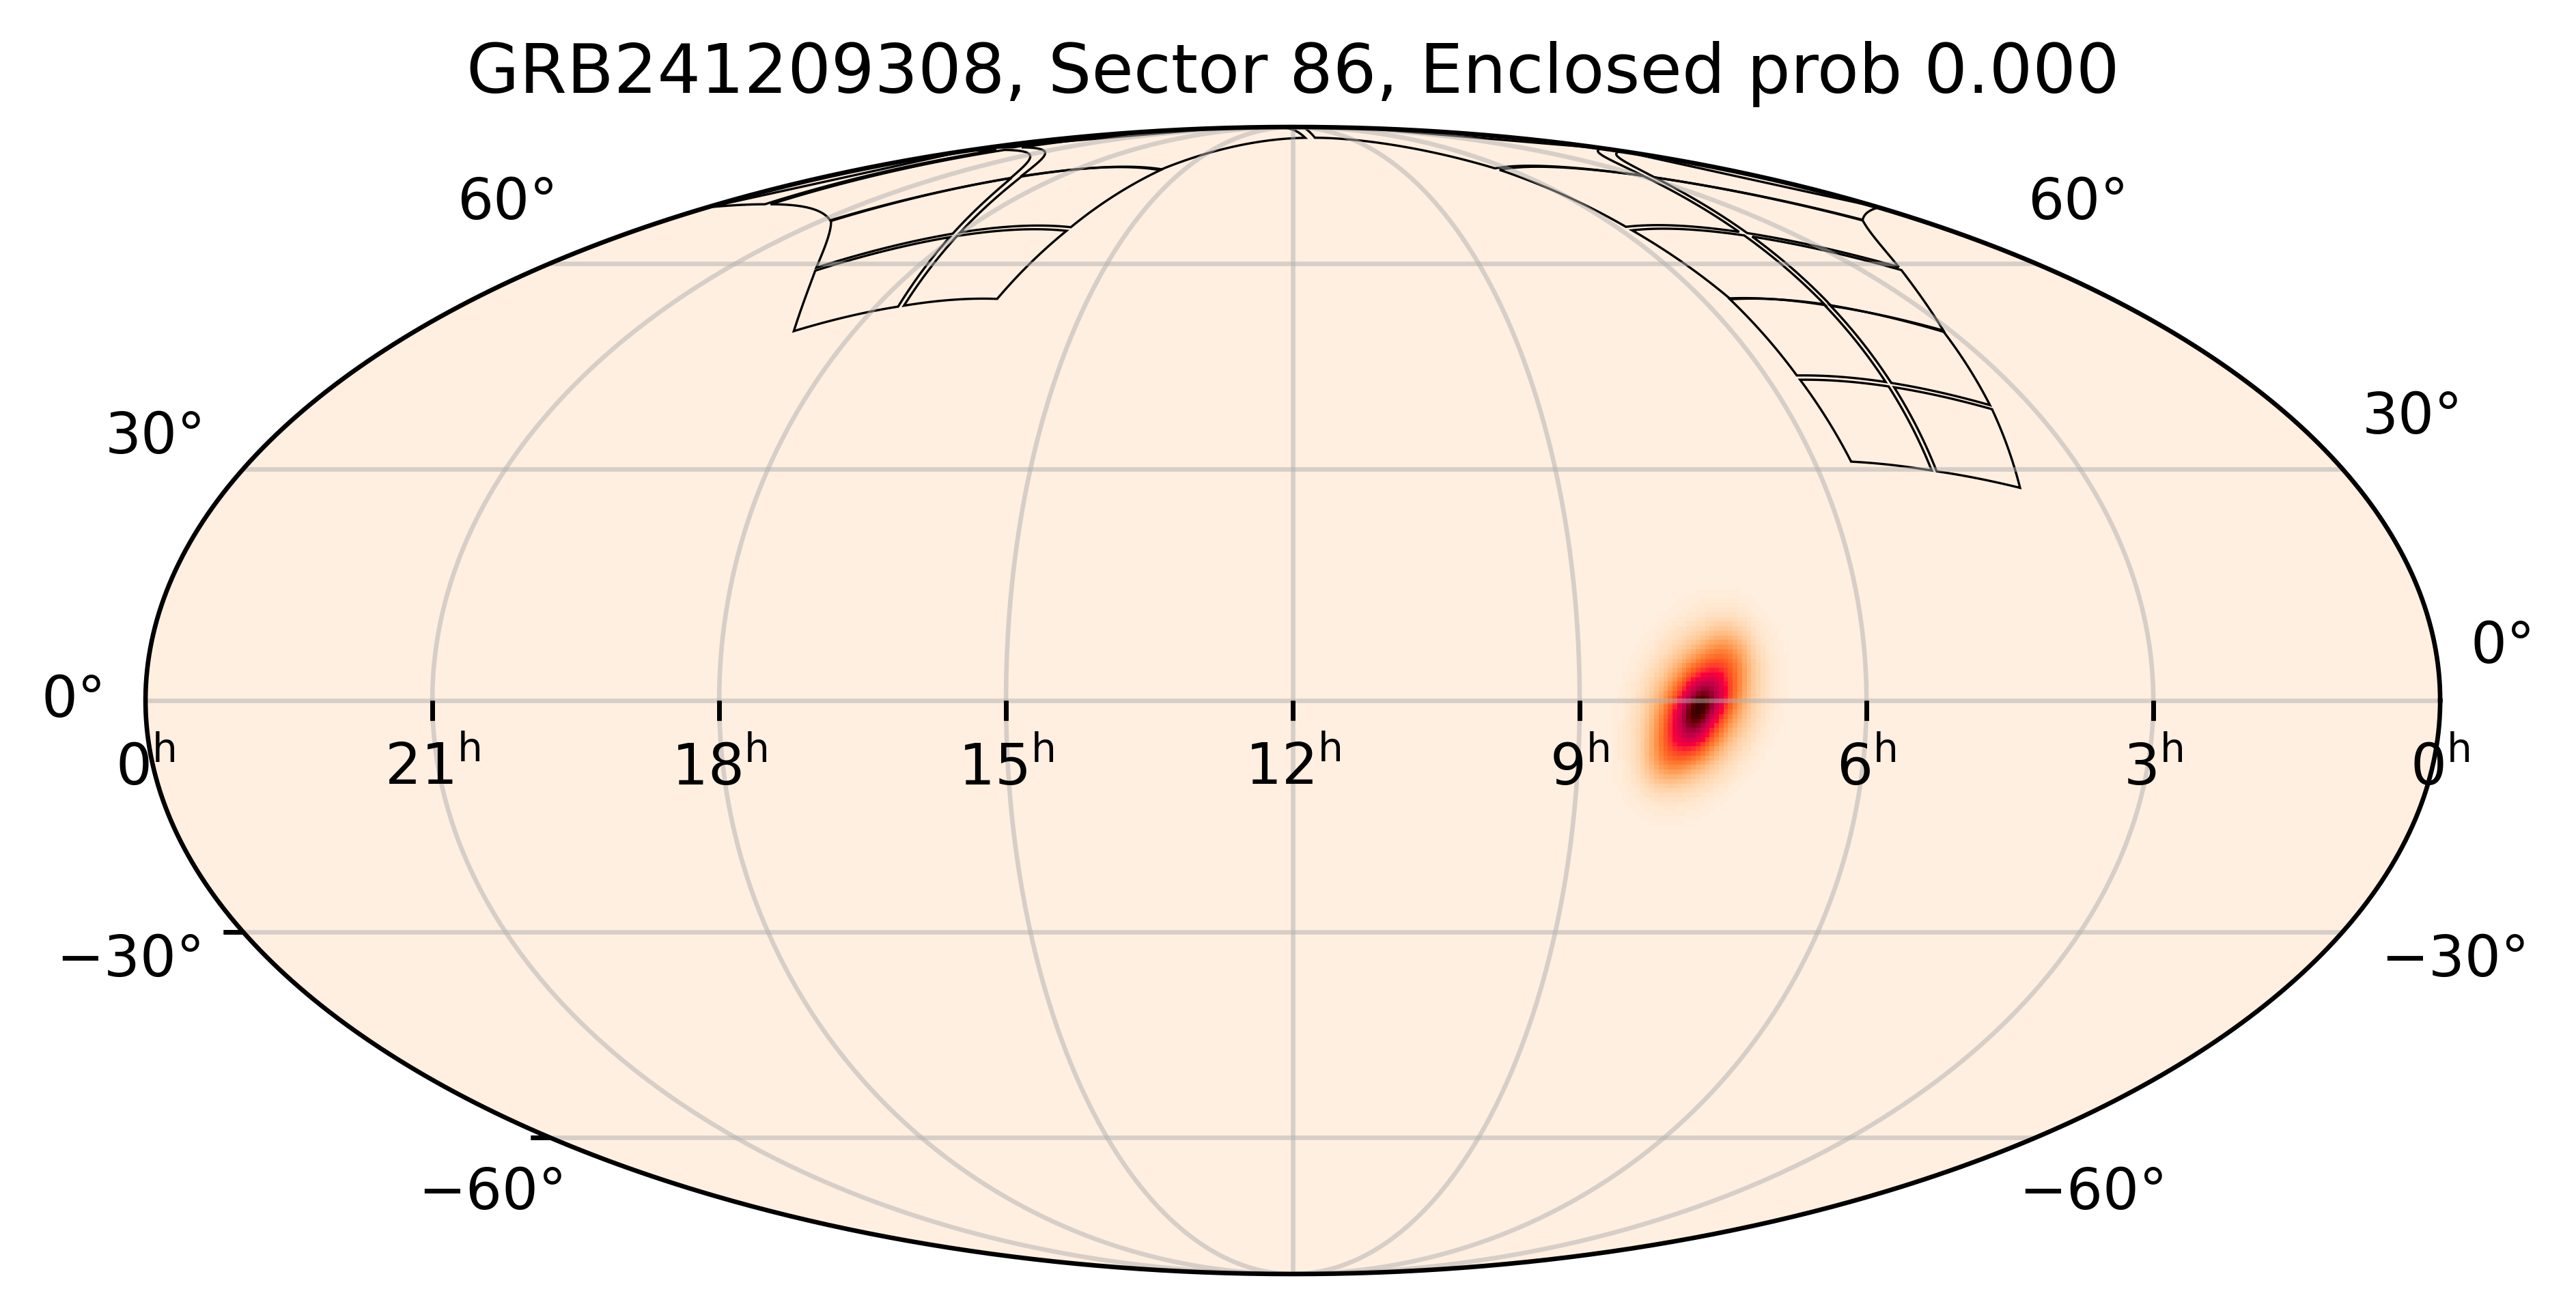 GRB241209308, Sector 86, Enclosed prob 0.000
60° 60°
30° 30°
0° 0°
0h 21h 18h 15h 12h 9h 6h 3h 0h
−30° −30°
−60° −60°